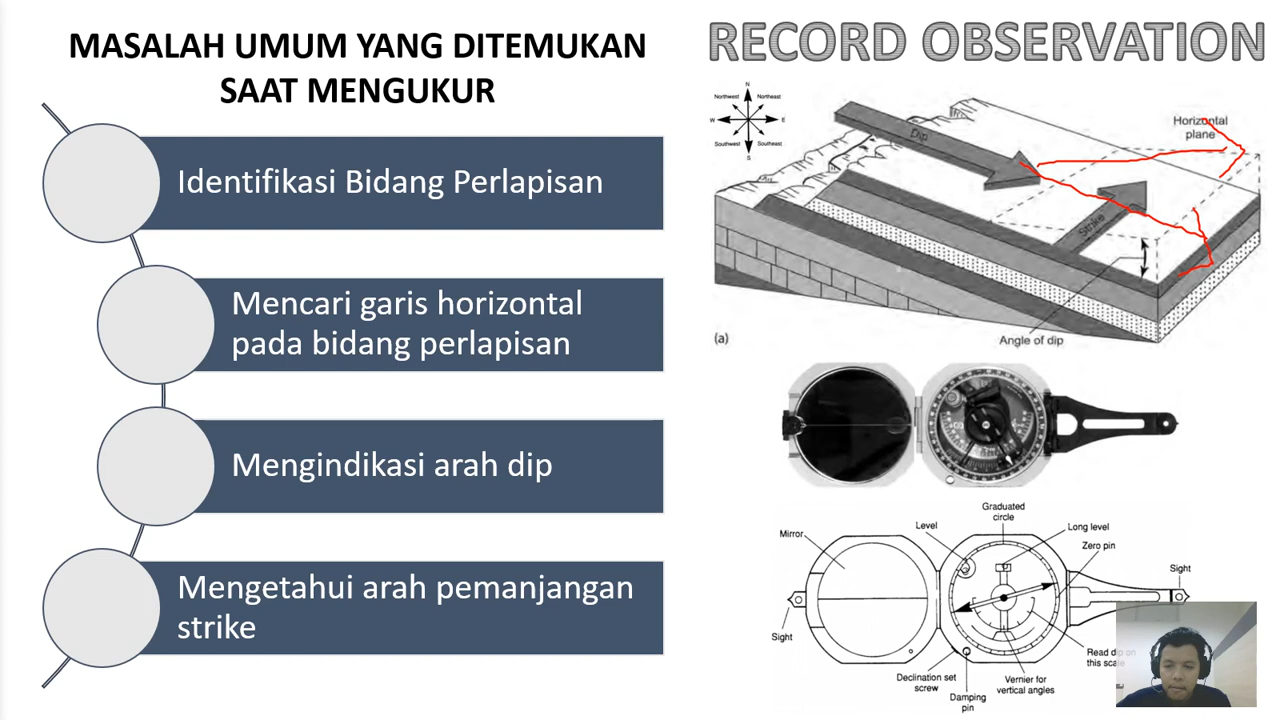 MASALAH UMUM YANG DITEMUKAN
SAAT MENGUKUR
Identifikasi Bidang Perlapisan
Mencari garis horizontal
pada bidang perlapisan
Mengindikasi arah dip
Mengetahui arah pemanjangan
strike
RECORD OBSERVATION
N
Northwest
Northeast
W
E
Southwest
Southeast
S
Dip
Horizontal
plane
Strike
(a)
Angle of dip
Graduated
circle
Level
Long level
Mirror
Zero pin
Sight
Sight
Read dip on
this scale
Declination set
screw
Damping
pin
Vernier for
vertical angles